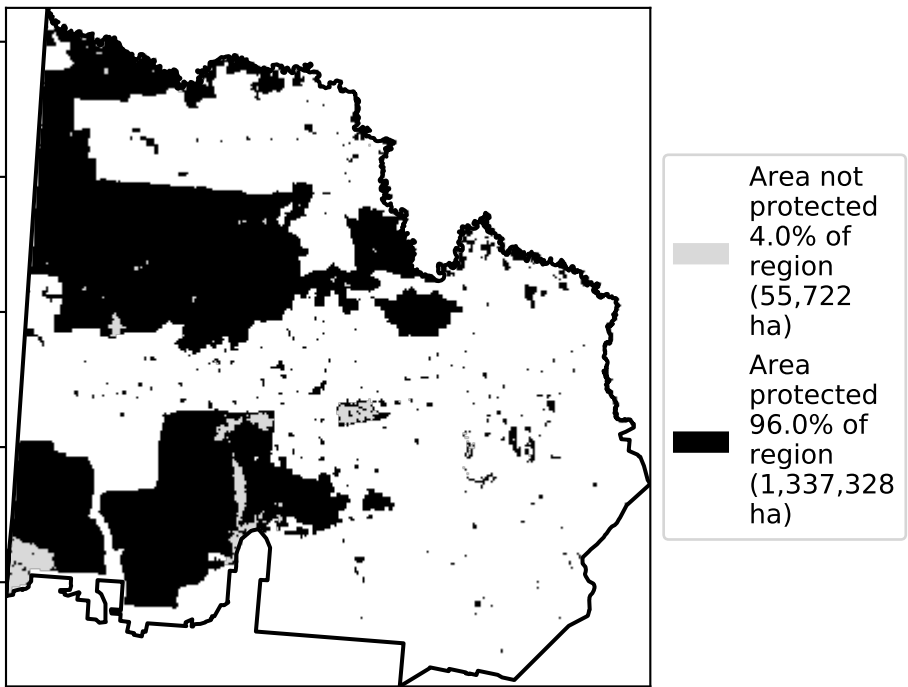 Area not
protected
4.0% of
region
(55,722
ha)
Area
protected
96.0% of
region
(1,337,328
ha)